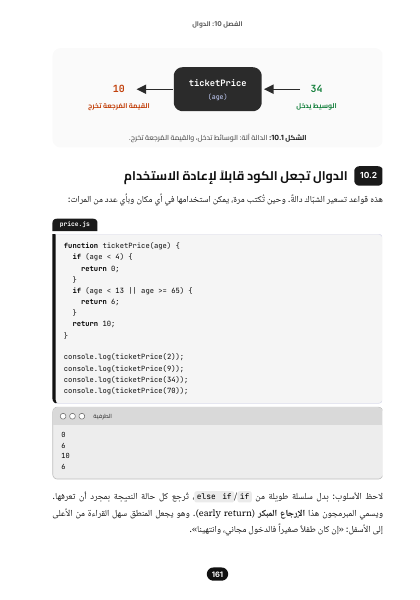 الفصل 10: الدوال
34
ticketPrice
(age)
10
الوسيط يدخل
القيمة المُرجعة تخرج
الشكل 10.1: الدالة آلة: الوسائط تدخل، والقيمة المُرجعة تخرج.
10.2 الدوال تجعل الكود قابلًا لإعادة الاستخدام
هذه قواعد تسعير الشبّاك دالةً. وحين تُكتب مرة، يمكن استخدامها في أي مكان وبأي عدد من المرات:
price.js
function ticketPrice(age) {
  if (age < 4) {
    return 0;
  }
  if (age < 13 || age >= 65) {
    return 6;
  }
  return 10;
}
console.log(ticketPrice(2));
console.log(ticketPrice(9));
console.log(ticketPrice(34));
console.log(ticketPrice(70));
الطرفية
0
6
10
6
لاحظ الأسلوب: بدل سلسلة طويلة من if / else if، تُرجع كل حالة النتيجة بمجرد أن تعرفها.
ويسمي المبرمجون هذا الإرجاع المبكر (early return). وهو يجعل المنطق سهل القراءة من الأعلى
إلى الأسفل: «إن كان طفلاً صغيراً فالدخول مجاني، وانتهينا».
161